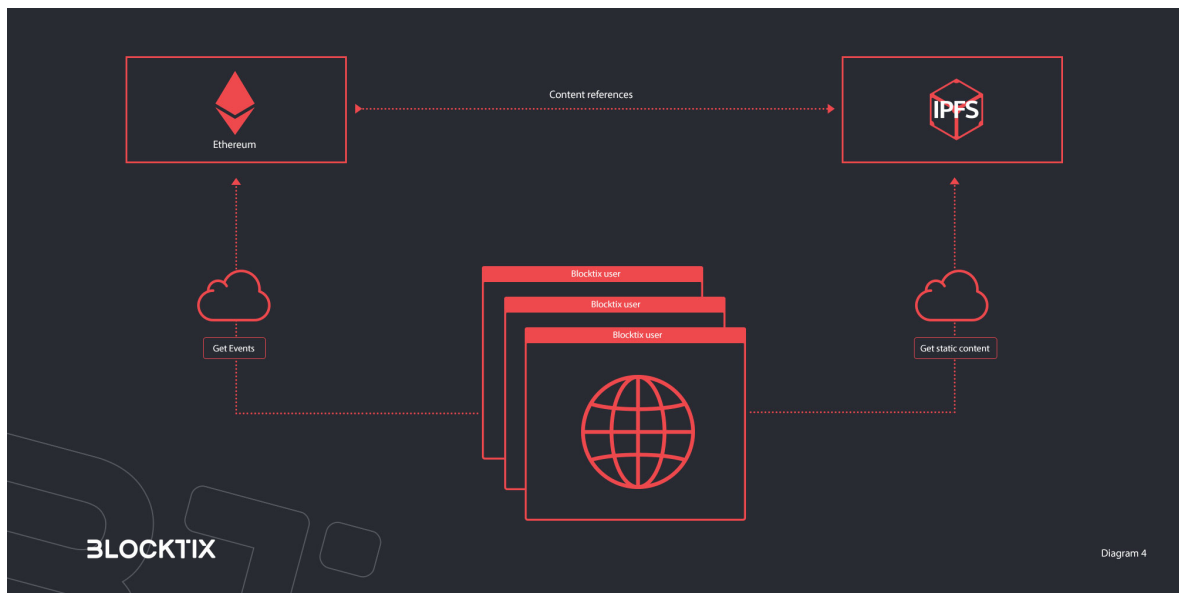 Content references
Ethereum
IPFS
Blocktix user
Blocktix user
Blocktix user
Get Events
Get static content
BLOCKTIX
Diagram 4